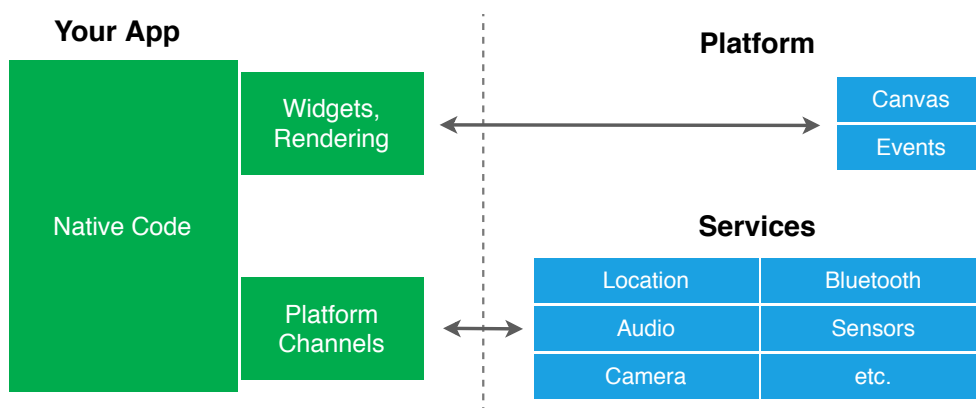 Your App
Platform
Widgets,
Rendering
Canvas
Events
Native Code
Services
Location
Bluetooth
Platform
Channels
Audio
Sensors
Camera
etc.